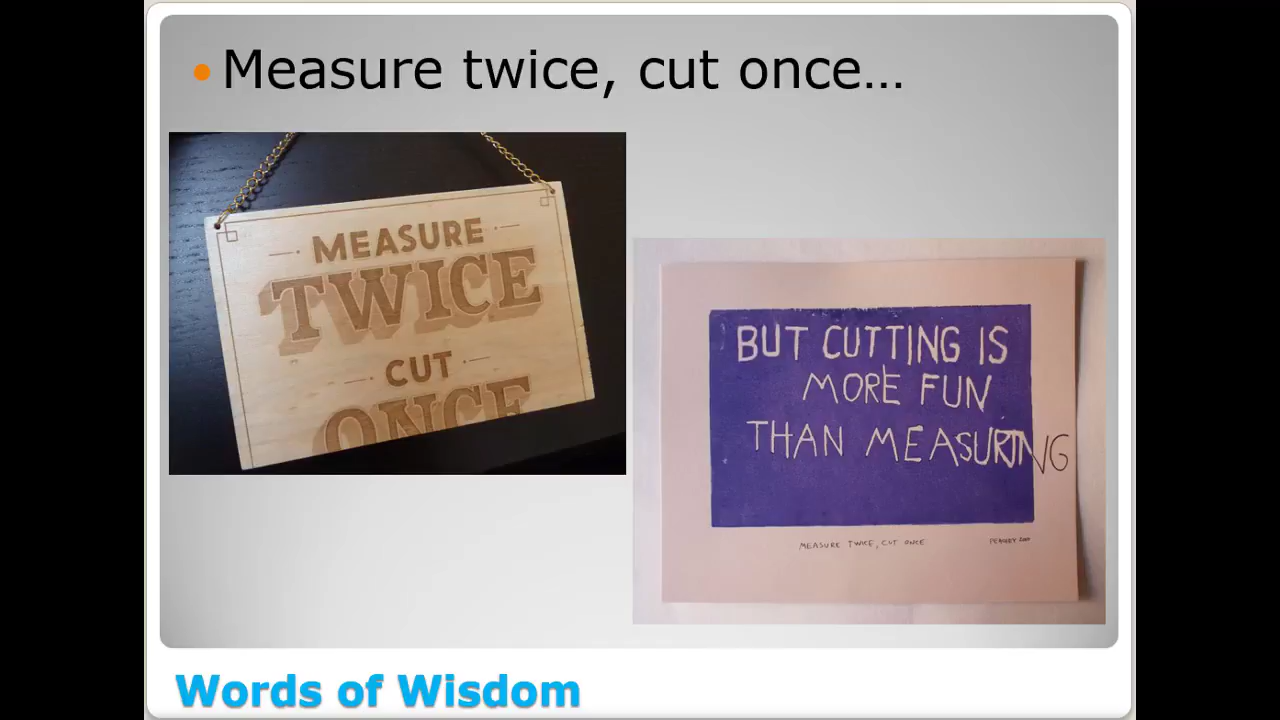 Measure twice, cut once…
MEASURE
TWICE
CUT
ONCE
BUT CUTTING IS
MORE FUN
THAN MEASURING
MEASURE TWICE, CUT ONCE
Words of Wisdom